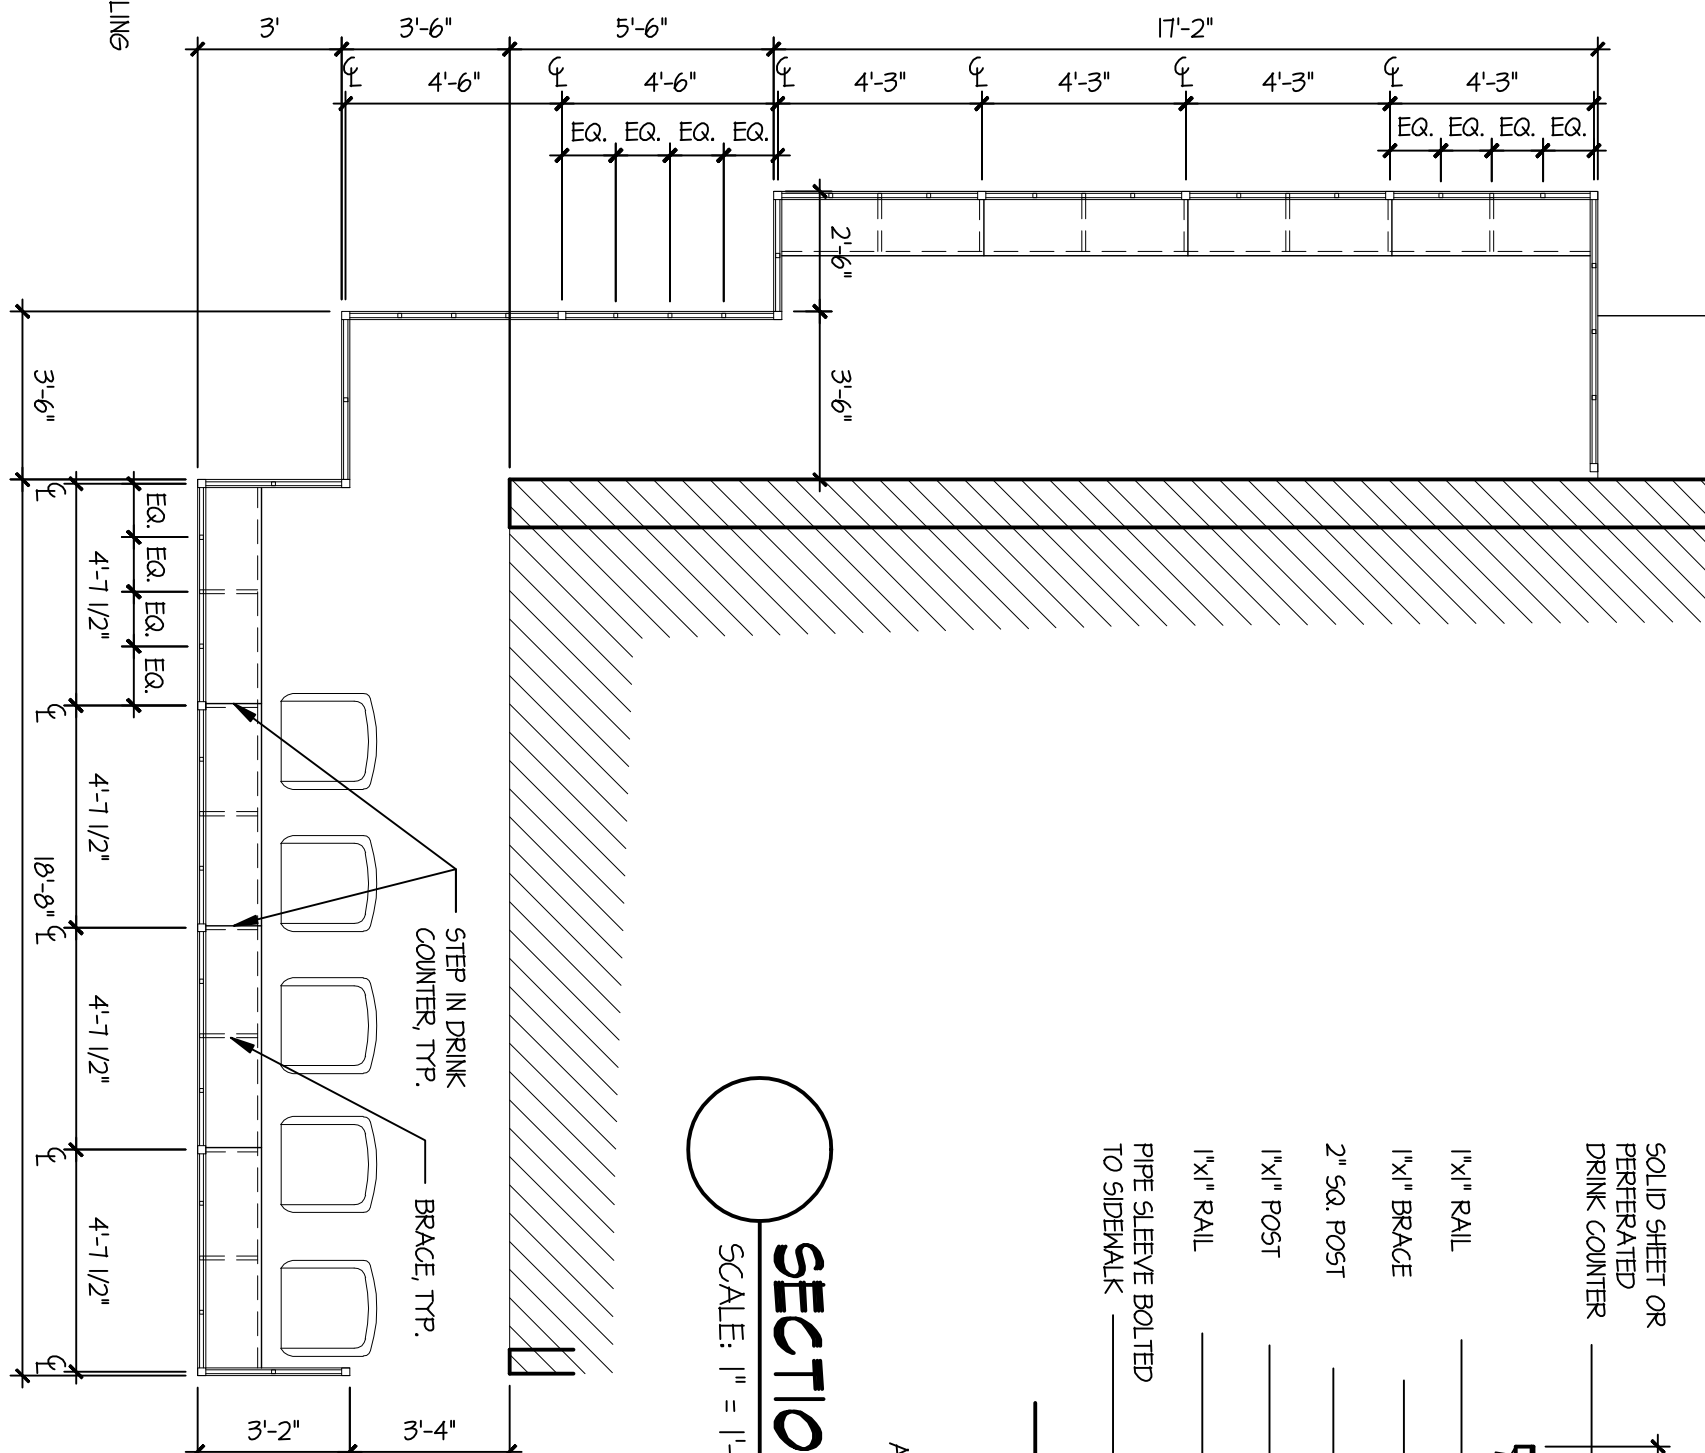 LING
3'
3'-6"
5'-6"
17'-2"
℄
4'-6"
℄
4'-6"
℄
4'-3"
℄
4'-3"
℄
4'-3"
℄
4'-3"
EQ.
EQ.
EQ.
EQ.
EQ.
EQ.
EQ.
EQ.
2'-6"
3'-6"
3'-6"
18'-8"
℄
4'-7 1/2"
℄
4'-7 1/2"
℄
4'-7 1/2"
℄
4'-7 1/2"
℄
EQ.
EQ.
EQ.
EQ.
STEP IN DRINK
COUNTER, TYP.
BRACE, TYP.
3'-2"
3'-4"
SECTIO
SCALE: 1" = 1'-
SOLID SHEET OR
PERFERATED
DRINK COUNTER
1"x1" RAIL
1"x1" BRACE
2" SQ. POST
1"x1" POST
1"x1" RAIL
PIPE SLEEVE BOLTED
TO SIDEWALK